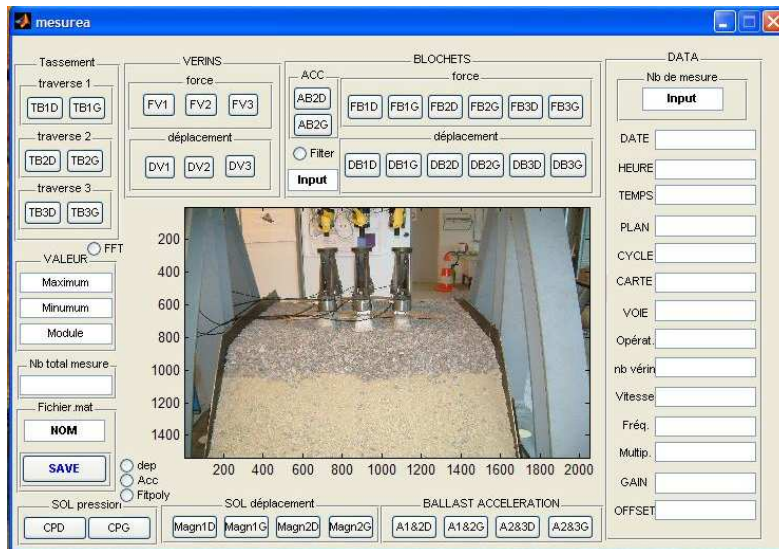 mesurea
Tassement
traverse 1
TB1D TB1G
traverse 2
TB2D TB2G
traverse 3
TB3D TB3G
VERINS
force
FV1 FV2 FV3
déplacement
DV1 DV2 DV3
BLOCHETS
ACC
AB2D
AB2G
Filter
Input
force
FB1D FB1G FB2D FB2G FB3D FB3G
déplacement
DB1D DB1G DB2D DB2G DB3D DB3G
DATA
Nb de mesure
Input
DATE
HEURE
TEMPS
PLAN
CYCLE
CARTE
VOIE
Opérat.
nb vérin
Vitesse
Fréq.
Multip.
GAIN
OFFSET
FFT
VALEUR
Maximum
Minumum
Module
Nb total mesure
Fichier.mat
NOM
SAVE
dep
Acc
Fitpoly
0
200
400
600
800
1000
1200
1400
200 400 600 800 1000 1200 1400 1600 1800 2000
SOL pression
CPD CPG
SOL déplacement
Magn1D Magn1G Magn2D Magn2G
BALLAST ACCELERATION
A1&2D A1&2G A2&3D A2&3G